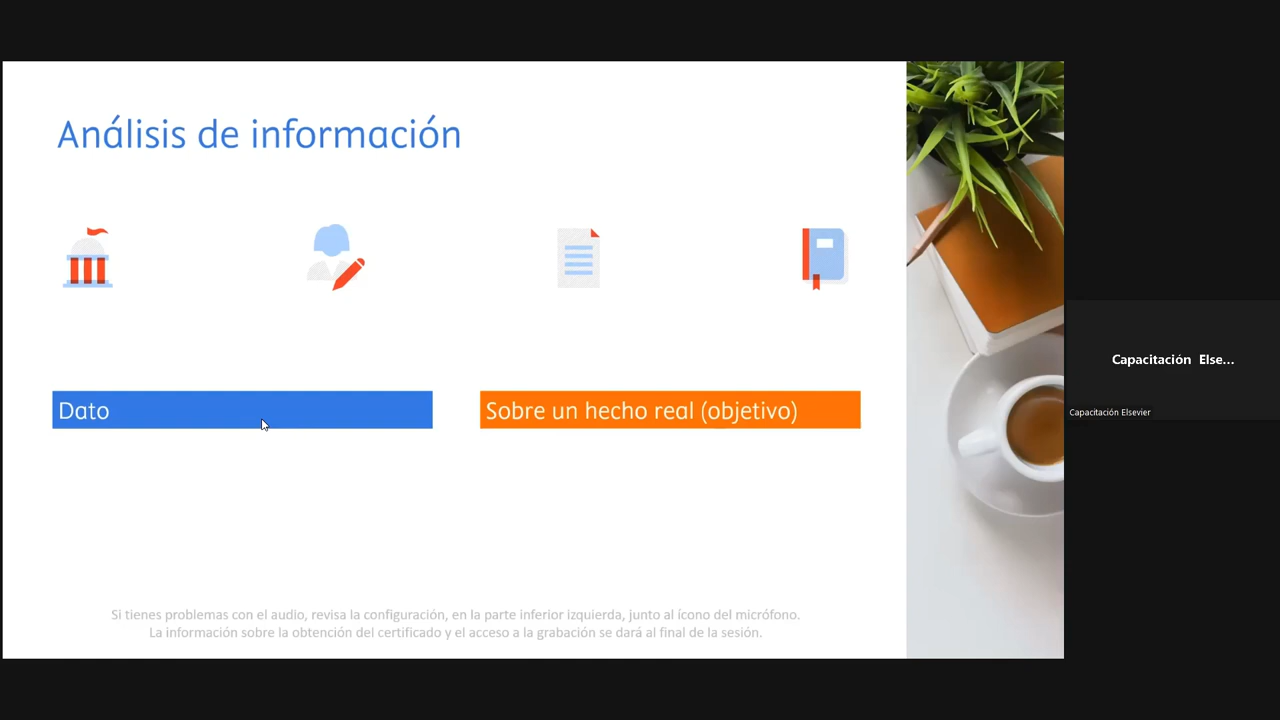 Análisis de información
Dato
Sobre un hecho real (objetivo)
Capacitación Else...
Capacitación Elsevier
Si tienes problemas con el audio, revisa la configuración, en la parte inferior izquierda, junto al ícono del micrófono.
La información sobre la obtención del certificado y el acceso a la grabación se dará al final de la sesión.